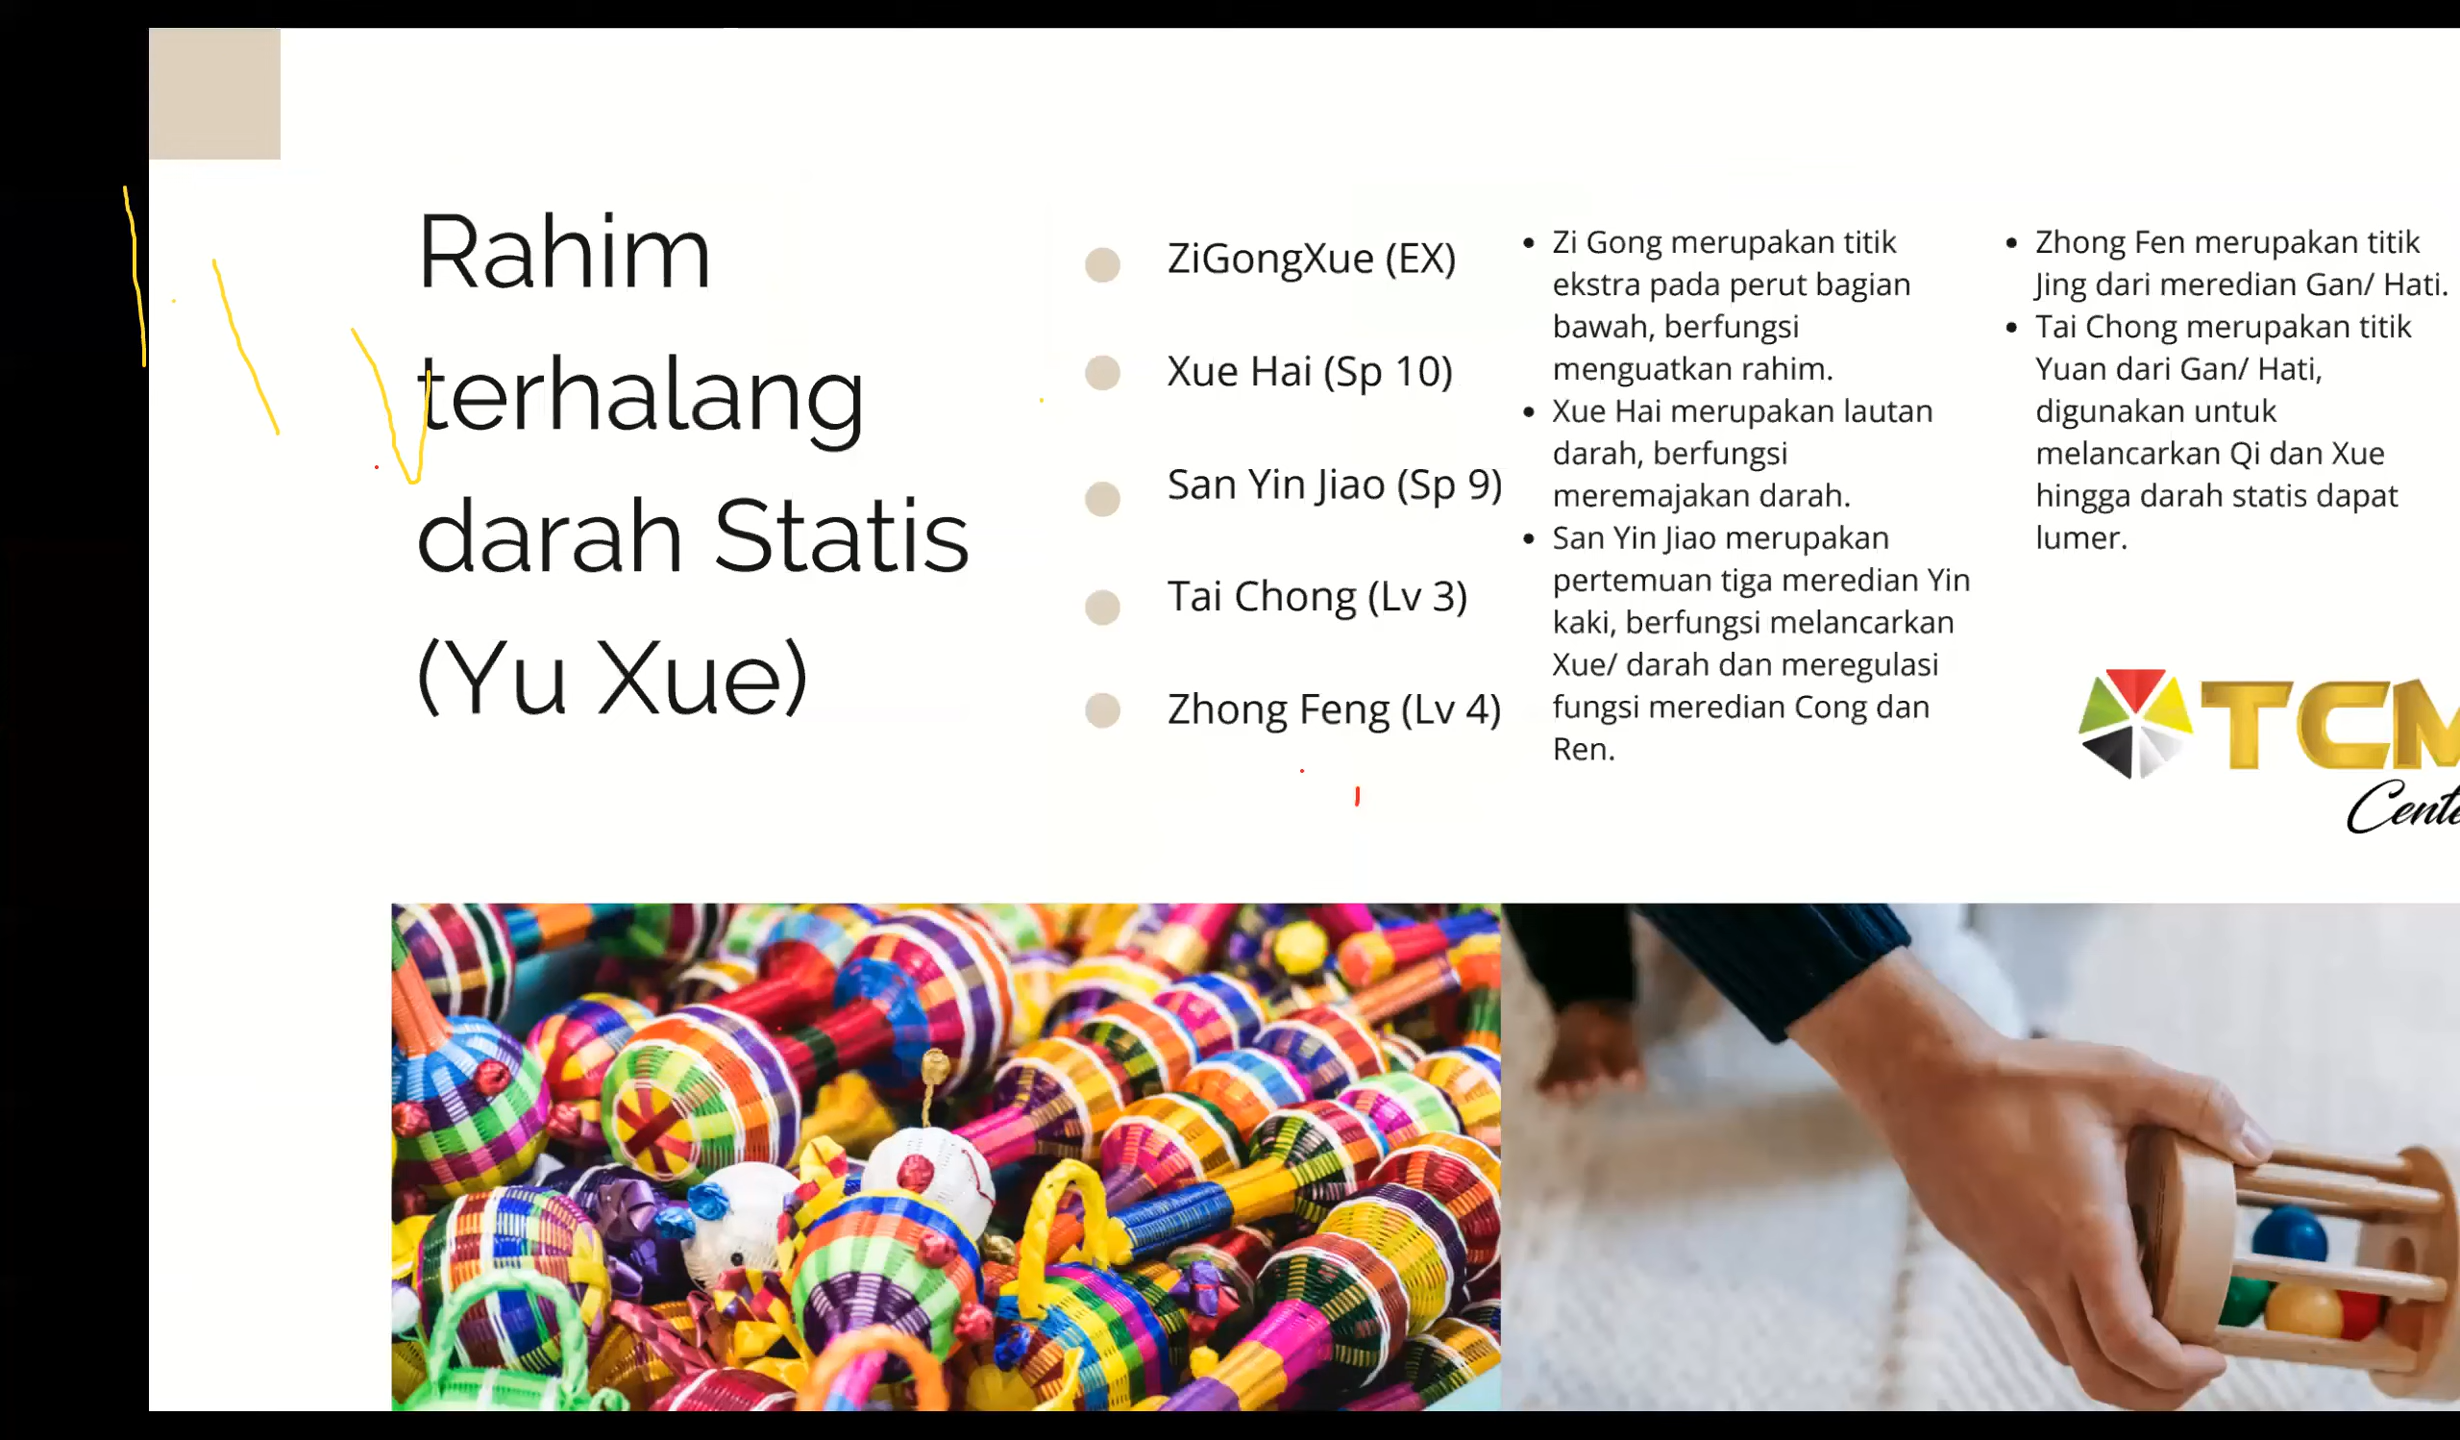 Rahim
terhalang
darah Statis
(Yu Xue)
ZiGongXue (EX)
Xue Hai (Sp 10)
San Yin Jiao (Sp 9)
Tai Chong (Lv 3)
Zhong Feng (Lv 4)
Zi Gong merupakan titik
ekstra pada perut bagian
bawah, berfungsi
menguatkan rahim.
Xue Hai merupakan lautan
darah, berfungsi
meremajakan darah.
San Yin Jiao merupakan
pertemuan tiga meredian Yin
kaki, berfungsi melancarkan
Xue/ darah dan meregulasi
fungsi meredian Cong dan
Ren.
Zhong Fen merupakan titik
Jing dari meredian Gan/ Hati.
Tai Chong merupakan titik
Yuan dari Gan/ Hati,
digunakan untuk
melancarkan Qi dan Xue
hingga darah statis dapat
lumer.
TCM